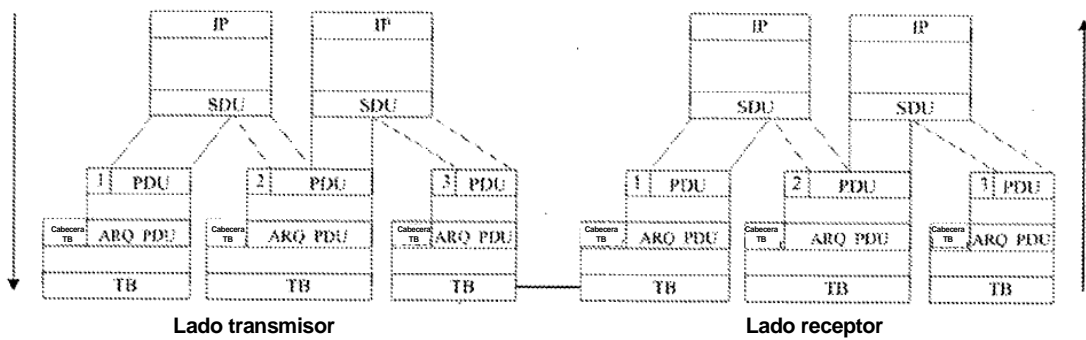 IP IP IP IP
SDU SDU SDU SDU
1 PDU 2 PDU 3 PDU 1 PDU 2 PDU 3 PDU
Cabecera TB ARQ PDU Cabecera TB ARQ PDU Cabecera TB ARQ PDU Cabecera TB ARQ PDU Cabecera TB ARQ PDU Cabecera TB ARQ PDU
TB TB TB TB TB TB
Lado transmisor Lado receptor